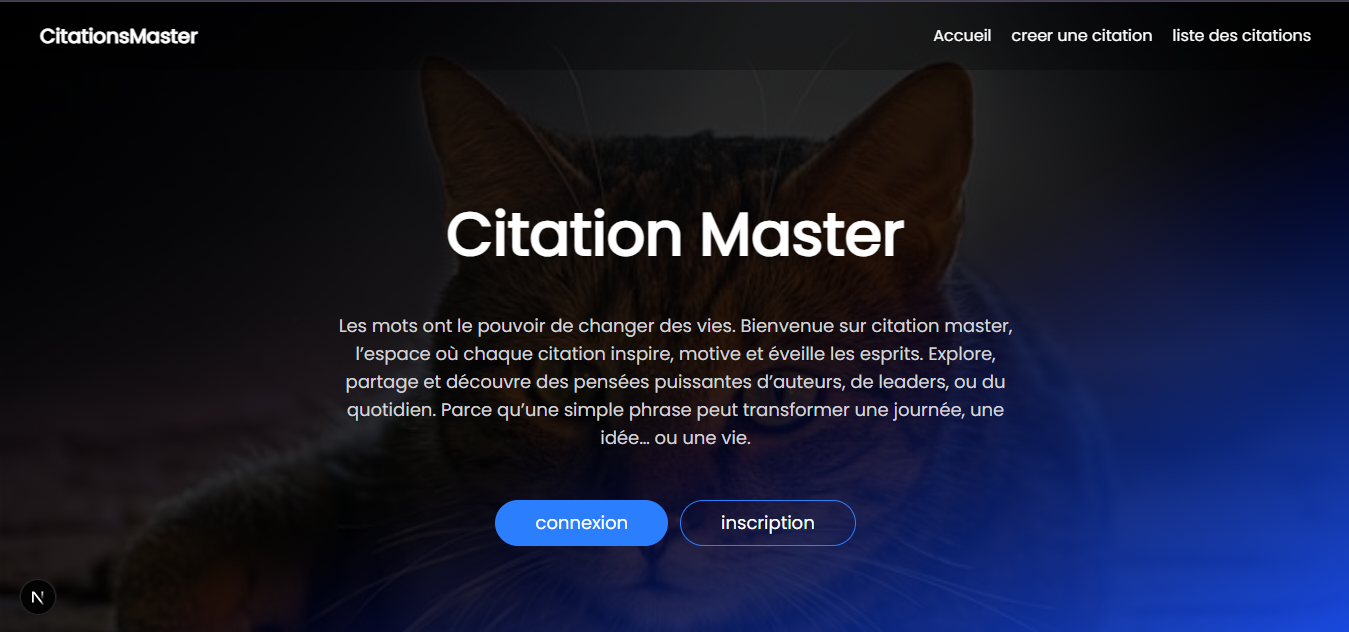 CitationsMaster
Accueil creer une citation liste des citations
Citation Master
Les mots ont le pouvoir de changer des vies. Bienvenue sur citation master,
l’espace où chaque citation inspire, motive et éveille les esprits. Explore,
partage et découvre des pensées puissantes d’auteurs, de leaders, ou du
quotidien. Parce qu’une simple phrase peut transformer une journée, une
idée... ou une vie.
connexion inscription
N